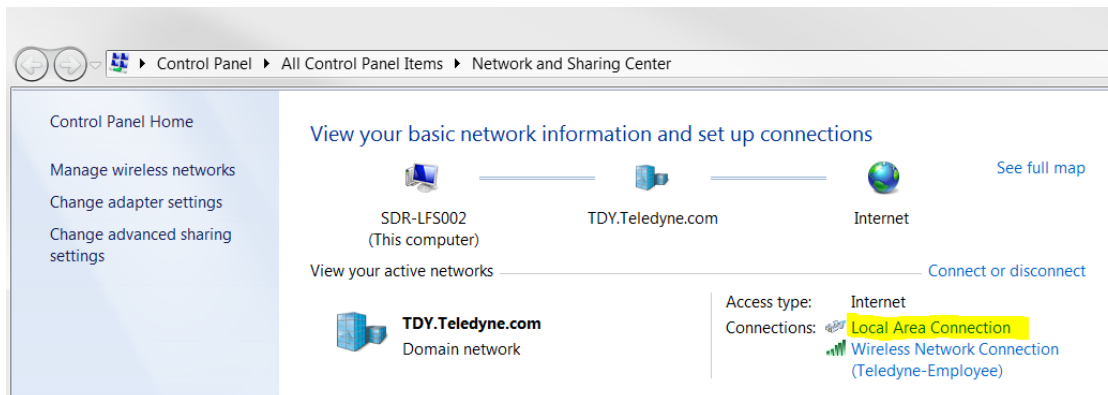 Control Panel ▸ All Control Panel Items ▸ Network and Sharing Center
Control Panel Home
Manage wireless networks
Change adapter settings
Change advanced sharing
settings
View your basic network information and set up connections
See full map
SDR-LFS002
(This computer)
TDY.Teledyne.com
Internet
View your active networks
Connect or disconnect
TDY.Teledyne.com
Domain network
Access type: Internet
Connections: Local Area Connection
Wireless Network Connection
(Teledyne-Employee)